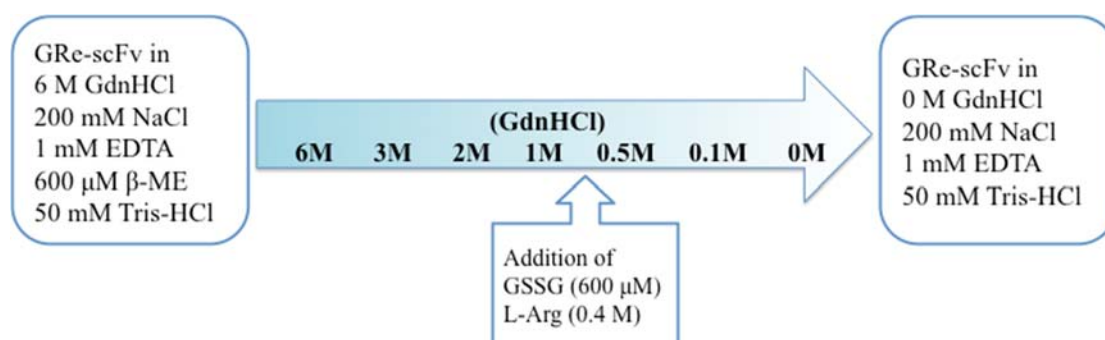 GRe-scFv in
6 M GdnHCl
200 mM NaCl
1 mM EDTA
600 μM β-ME
50 mM Tris-HCl
(GdnHCl)
6M 3M 2M 1M 0.5M 0.1M 0M
Addition of
GSSG (600 μM)
L-Arg (0.4 M)
GRe-scFv in
0 M GdnHCl
200 mM NaCl
1 mM EDTA
50 mM Tris-HCl